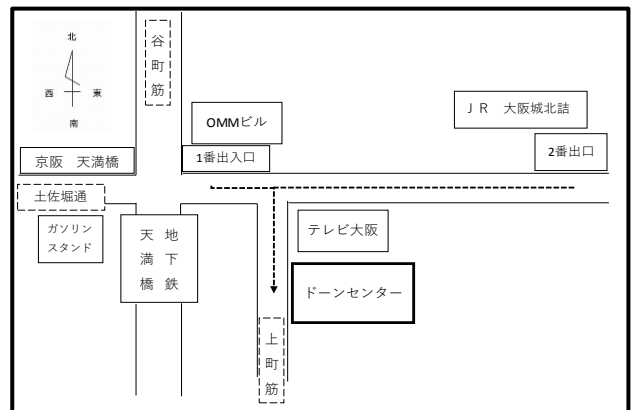 北
西 東
南
谷町筋
OMMビル
JR 大阪城北詰
京阪 天満橋
1番出入口
2番出口
土佐堀通
ガソリン
スタンド
地下鉄
天満橋
テレビ大阪
ドーンセンター
上町筋